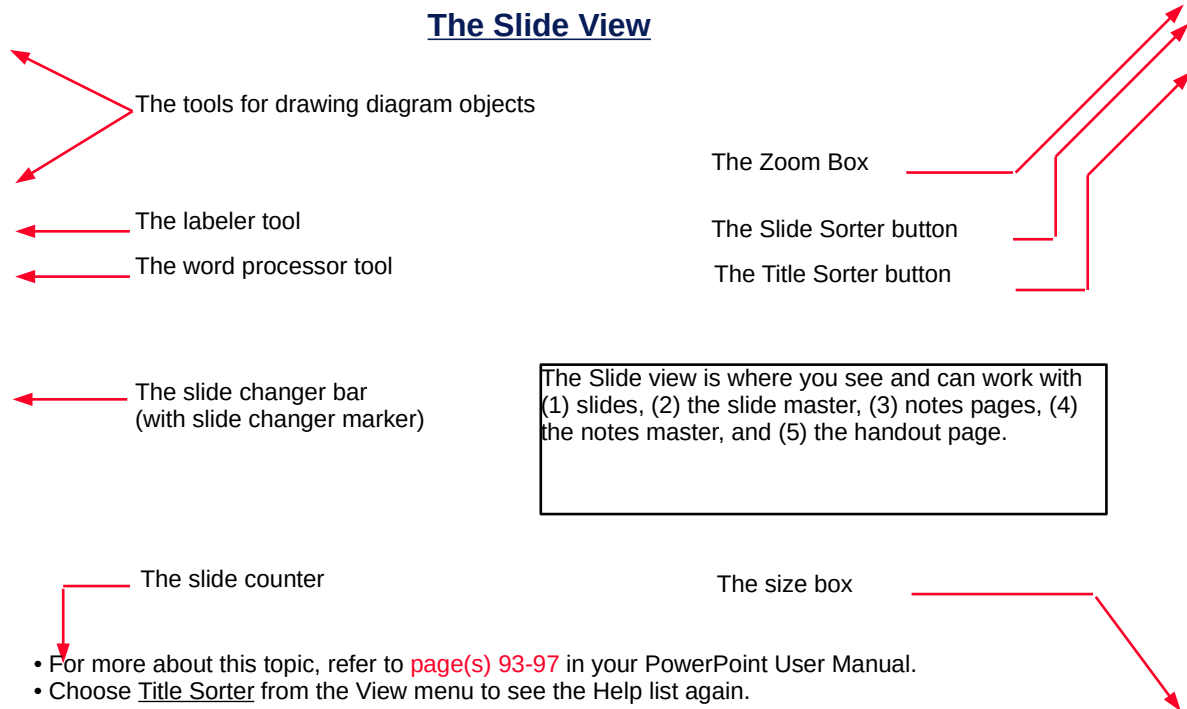 The Slide View
The tools for drawing diagram objects
The Zoom Box
The labeler tool
The Slide Sorter button
The word processor tool
The Title Sorter button
The slide changer bar
(with slide changer marker)
The Slide view is where you see and can work with
(1) slides, (2) the slide master, (3) notes pages, (4)
the notes master, and (5) the handout page.
The slide counter
The size box
• For more about this topic, refer to page(s) 93-97 in your PowerPoint User Manual.
• Choose Title Sorter from the View menu to see the Help list again.